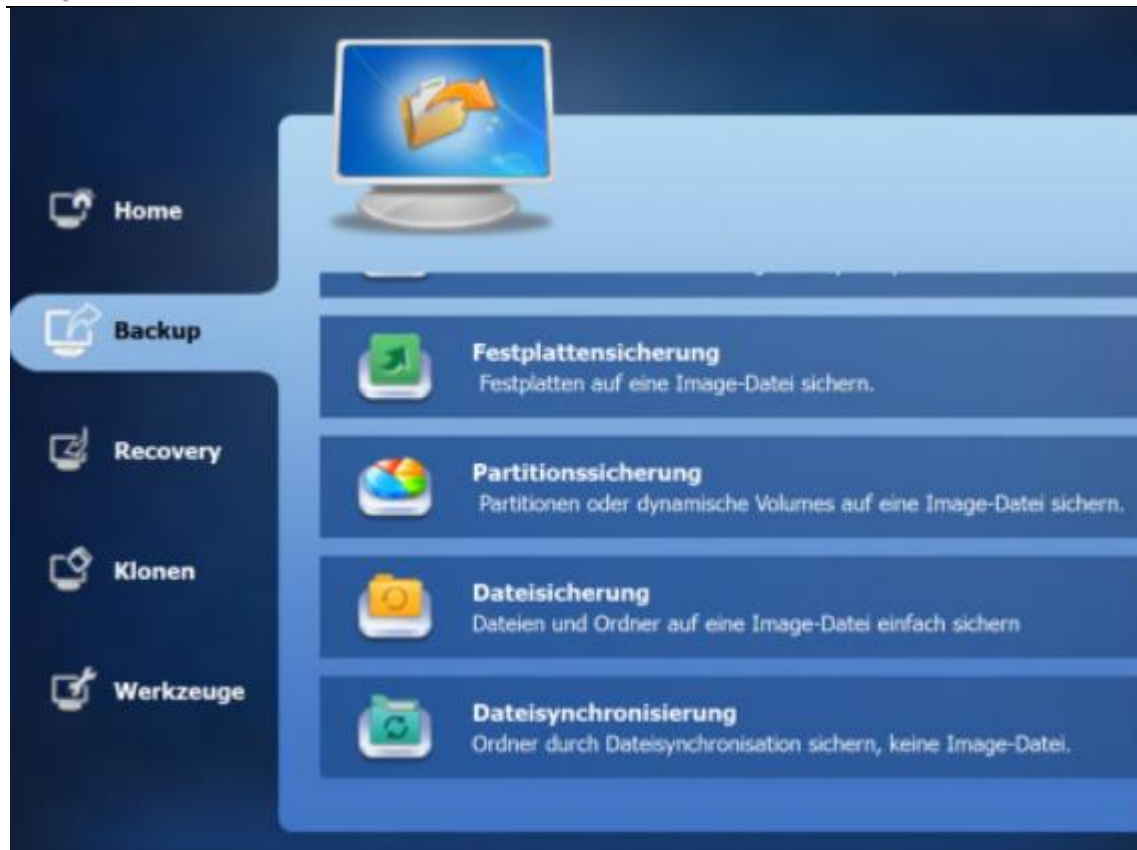 Home
Backup
Recovery
Klonen
Werkzeuge
Festplattensicherung
Festplatten auf eine Image-Datei sichern.
Partitionssicherung
Partitionen oder dynamische Volumes auf eine Image-Datei sichern.
Dateisicherung
Dateien und Ordner auf eine Image-Datei einfach sichern
Dateisynchronisierung
Ordner durch Dateisynchronisation sichern, keine Image-Datei.